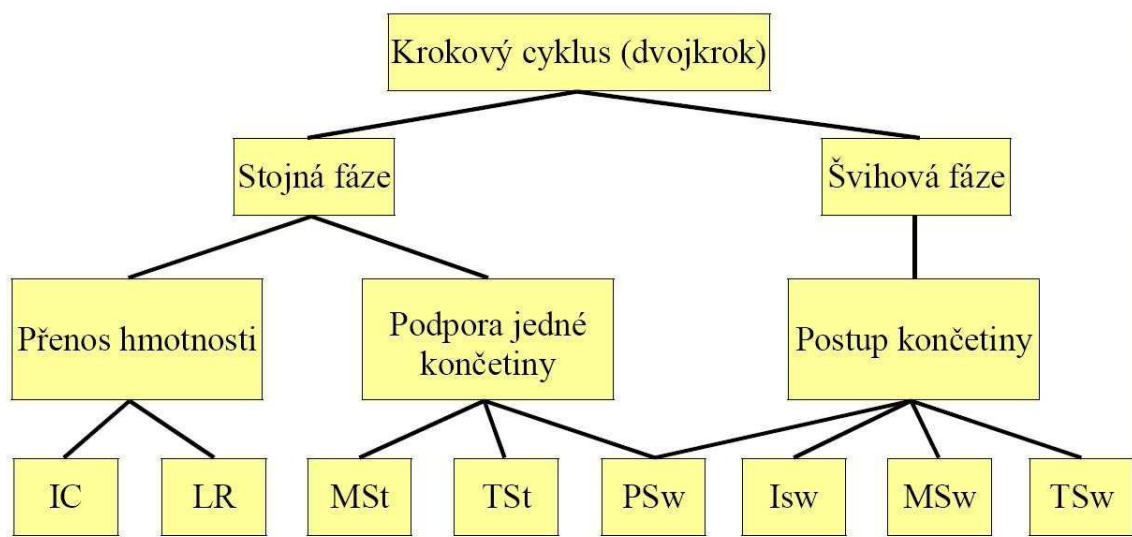 Krokový cyklus (dvojkrok)
Stojná fáze
Švihová fáze
Přenos hmotnosti
Podpora jedné
končetiny
Postup končetiny
IC
LR
MSt
TSt
PSw
Isw
MSw
TSw